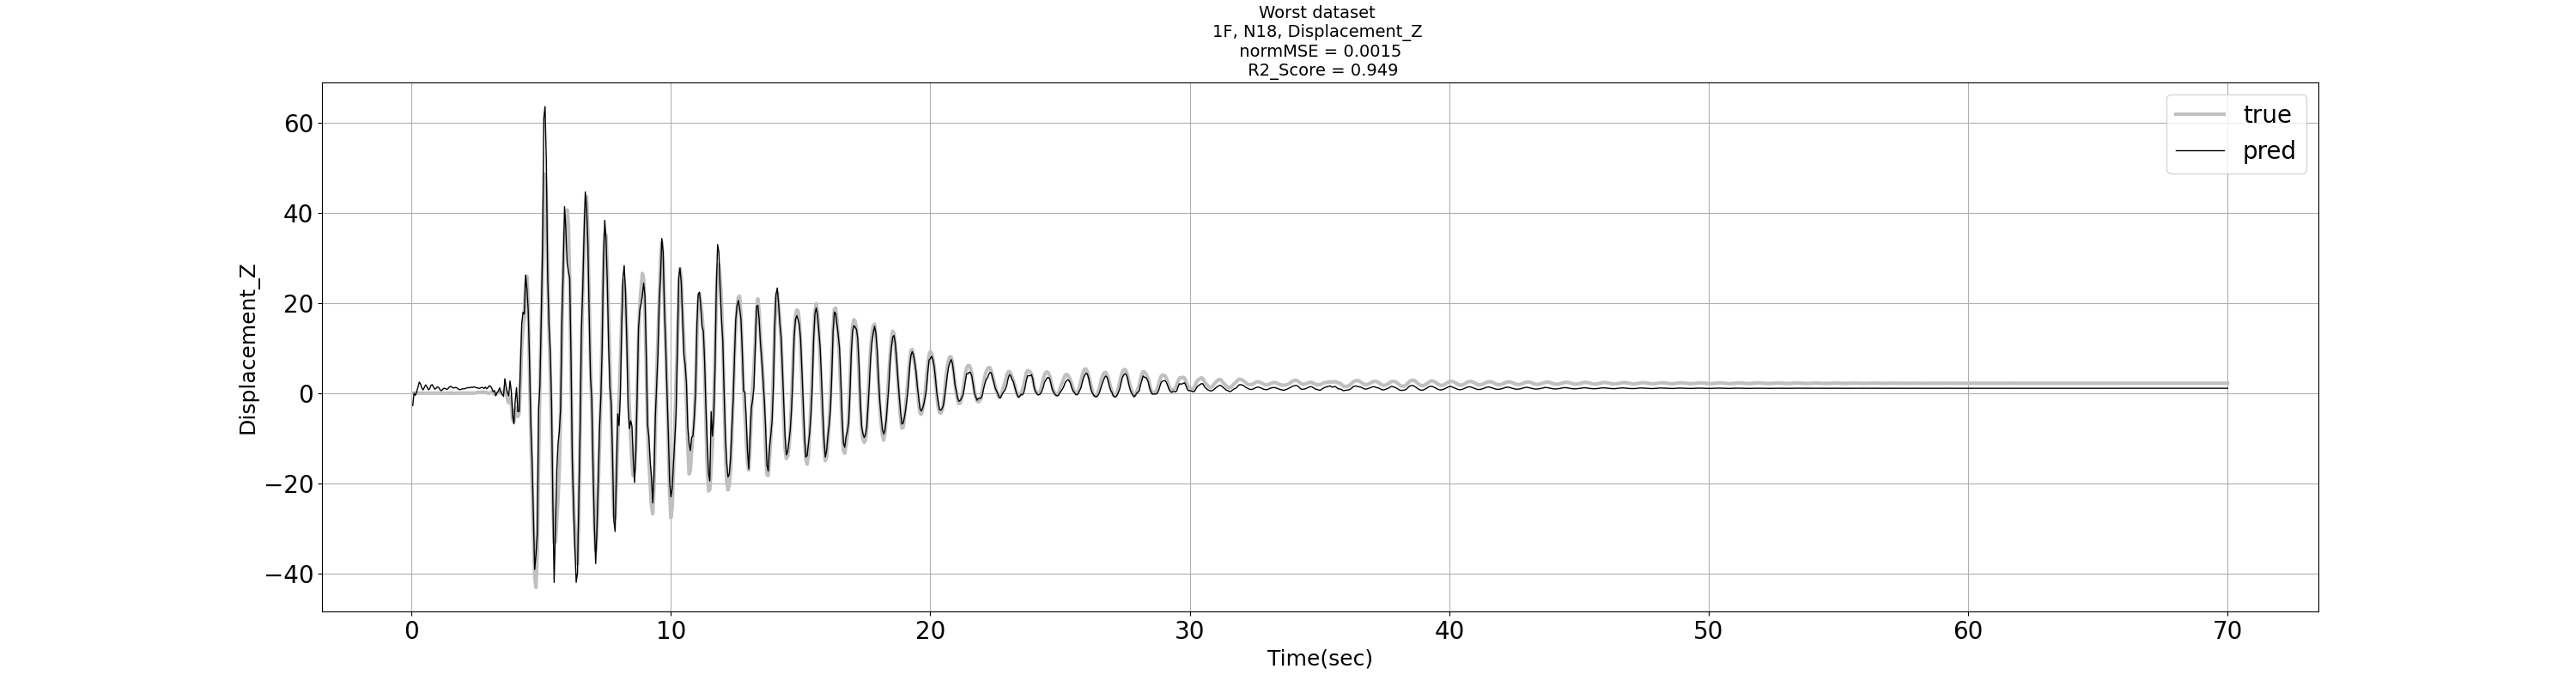 Worst dataset
1F, N18, Displacement_Z
normMSE = 0.0015
R2_Score = 0.949
true
pred
60
40
20
0
−20
−40
Displacement_Z
0 10 20 30 40 50 60 70
Time(sec)